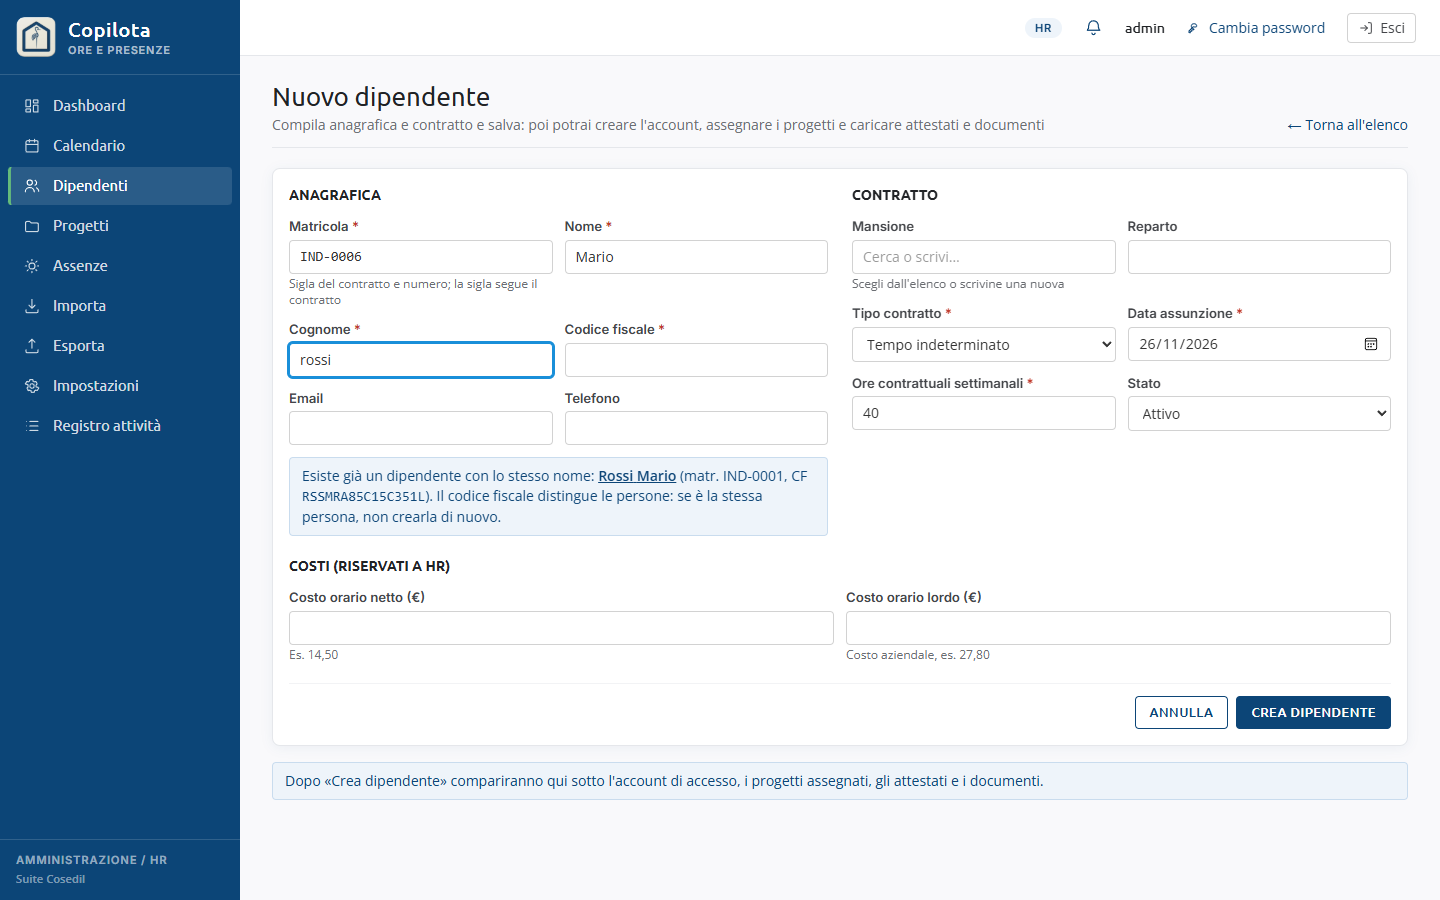 Copilota
ORE E PRESENZE
Dashboard
Calendario
Dipendenti
Progetti
Assenze
Importa
Esporta
Impostazioni
Registro attività
AMMINISTRAZIONE / HR
Suite Cosedil
HR
admin
Cambia password
Esci
Nuovo dipendente
Compila anagrafica e contratto e salva: poi potrai creare l'account, assegnare i progetti e caricare attestati e documenti
← Torna all'elenco
ANAGRAFICA
Matricola *
Nome *
IND-0006
Mario
Sigla del contratto e numero; la sigla segue il
contratto
Cognome *
Codice fiscale *
rossi
Email
Telefono
Esiste già un dipendente con lo stesso nome: Rossi Mario (matr. IND-0001, CF
RSSMRA85C15C351L). Il codice fiscale distingue le persone: se è la stessa
persona, non crearla di nuovo.
CONTRATTO
Mansione
Reparto
Cerca o scrivi...
Scegli dall'elenco o scrivine una nuova
Tipo contratto *
Data assunzione *
Tempo indeterminato
26/11/2026
Ore contrattuali settimanali *
Stato
40
Attivo
COSTI (RISERVATI A HR)
Costo orario netto (€)
Costo orario lordo (€)
Es. 14,50
Costo aziendale, es. 27,80
ANNULLA
CREA DIPENDENTE
Dopo «Crea dipendente» compariranno qui sotto l'account di accesso, i progetti assegnati, gli attestati e i documenti.